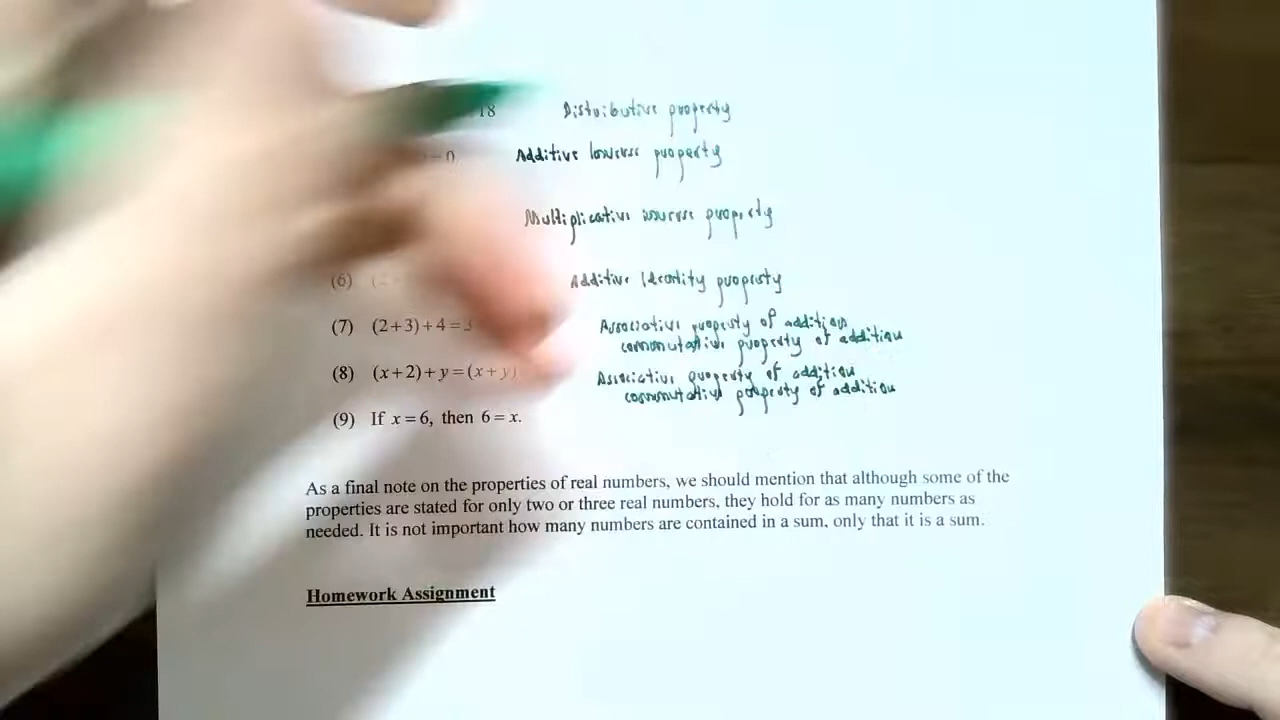 18 Distributive property
= 0 Additive Inverse property
Multiplicative inverse property
(6) Additive Identity property
(7) (2+3)+4=3 Associative property of addition
commutative property of addition
(8) (x+2)+y=(x+y) Associative property of addition
commutative property of addition
(9) If x=6, then 6=x.
As a final note on the properties of real numbers, we should mention that although some of the
properties are stated for only two or three real numbers, they hold for as many numbers as
needed. It is not important how many numbers are contained in a sum, only that it is a sum.
Homework Assignment